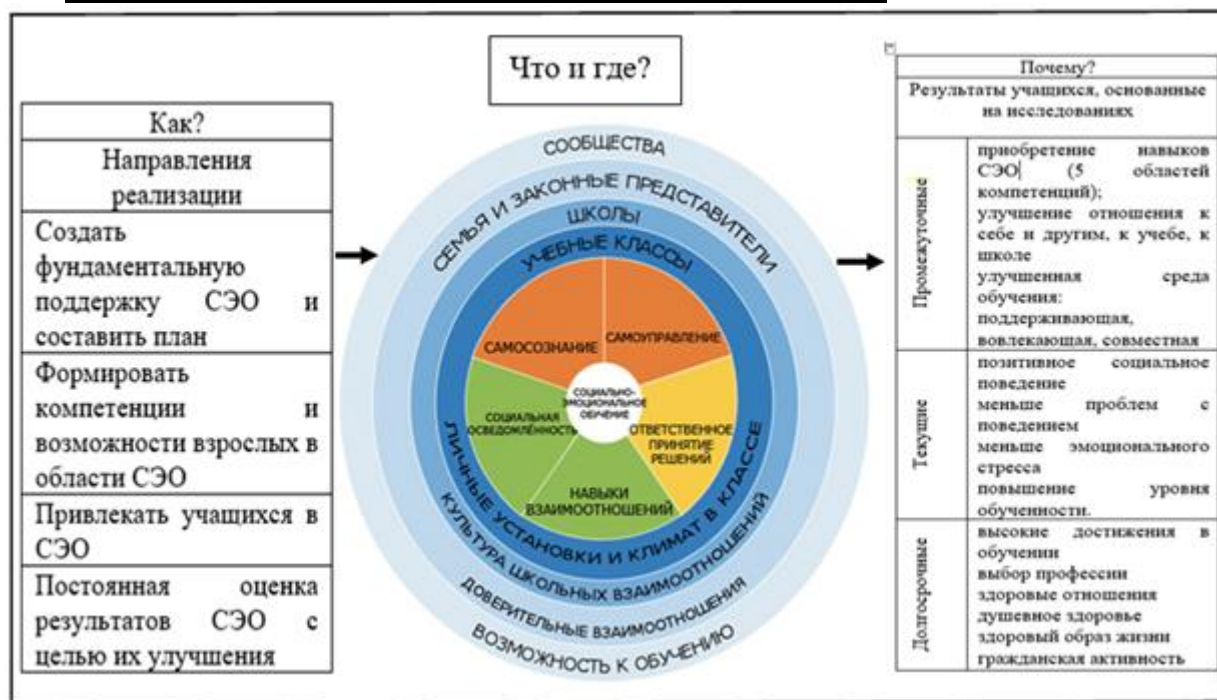 Что и где?
Как?
Направления
реализации
Создать
фундаментальную
поддержку СЭО и
составить план
Формировать
компетенции и
возможности взрослых в
области СЭО
Привлекать учащихся в
СЭО
Постоянная оценка
результатов СЭО с
целью их улучшения
СООБЩЕСТВА
СЕМЬЯ И ЗАКОННЫЕ ПРЕДСТАВИТЕЛИ
ШКОЛЫ
УЧЕБНЫЕ КЛАССЫ
САМОСОЗНАНИЕ
САМОУПРАВЛЕНИЕ
СОЦИАЛЬНО-
ЭМОЦИОНАЛЬНОЕ
ОБУЧЕНИЕ
СОЦИАЛЬНАЯ
ОСВЕДОМЛЁННОСТЬ
ОТВЕТСТВЕННОЕ
ПРИНЯТИЕ
РЕШЕНИЙ
НАВЫКИ
ВЗАИМООТНОШЕНИЙ
ЛИЧНЫЕ УСТАНОВКИ И КЛИМАТ В КЛАССЕ
КУЛЬТУРА ШКОЛЬНЫХ ВЗАИМООТНОШЕНИЙ
ДОВЕРИТЕЛЬНЫЕ ВЗАИМООТНОШЕНИЯ
ВОЗМОЖНОСТЬ К ОБУЧЕНИЮ
Почему?
Результаты учащихся, основанные
на исследованиях
Промежуточные
приобретение навыков
СЭО (5 областей
компетенций);
улучшение отношения к
себе и другим, к учебе, к
школе
улучшенная среда
обучения:
поддерживающая,
вовлекающая, совместная
Текущие
позитивное социальное
поведение
меньше проблем с
поведением
меньше эмоционального
стресса
повышение уровня
обученности.
Долгосрочные
высокие достижения в
обучении
выбор профессии
здоровые отношения
душевное здоровье
здоровый образ жизни
гражданская активность